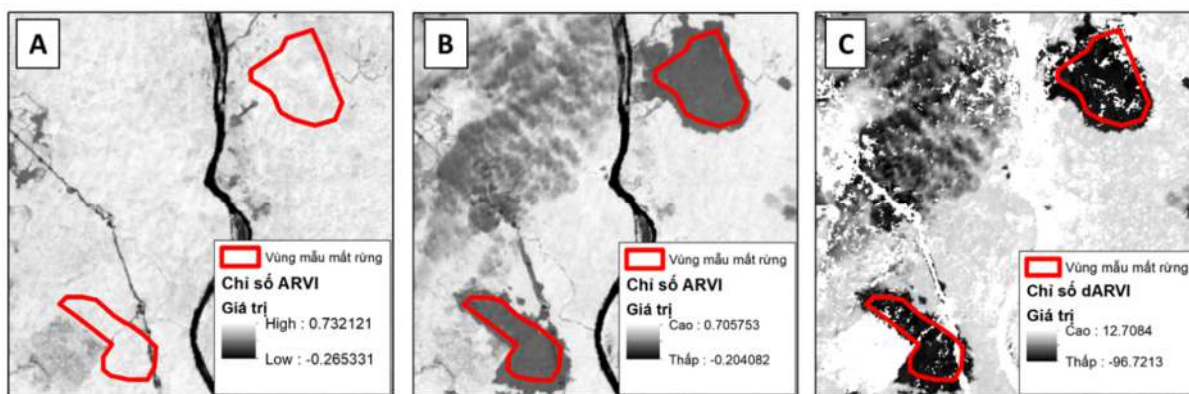 A
Vùng mẫu mất rừng
Chỉ số ARVI
Giá trị
High : 0.732121
Low : -0.265331
B
Vùng mẫu mất rừng
Chỉ số ARVI
Giá trị
Cao : 0.705753
Thấp : -0.204082
C
Vùng mẫu mất rừng
Chỉ số dARVI
Giá trị
Cao : 12.7084
Thấp : -96.7213